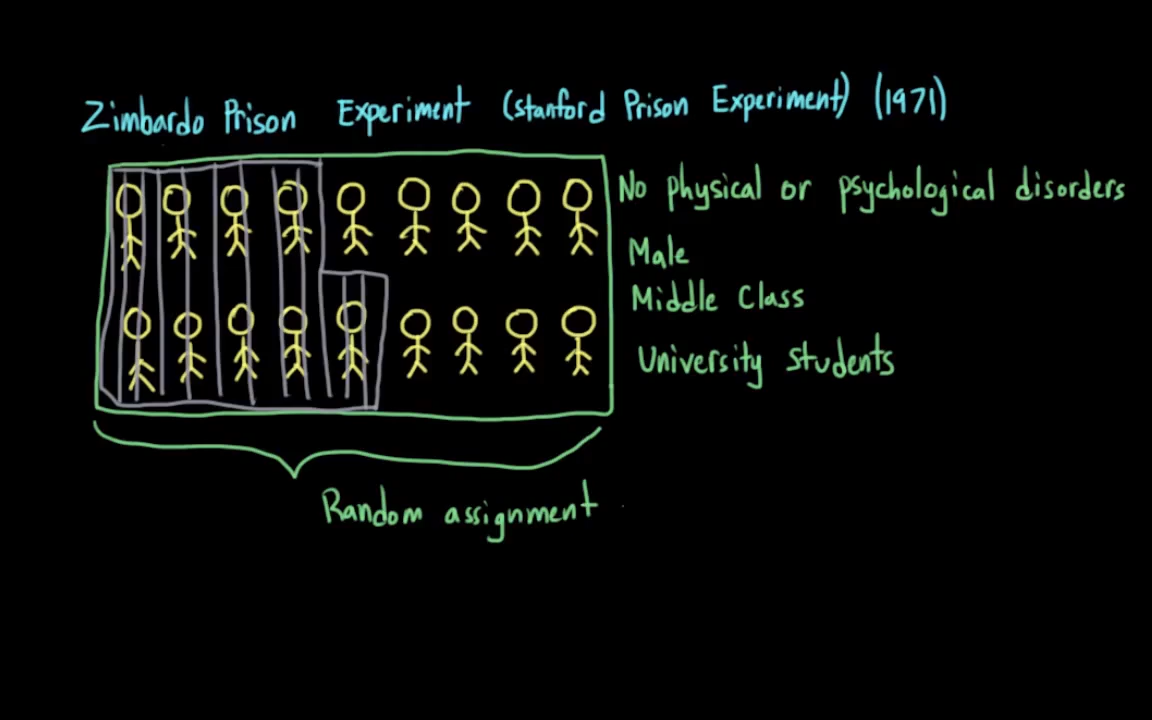 Zimbardo Prison Experiment (Stanford Prison Experiment) (1971)
No physical or psychological disorders
Male
Middle Class
University Students
Random assignment